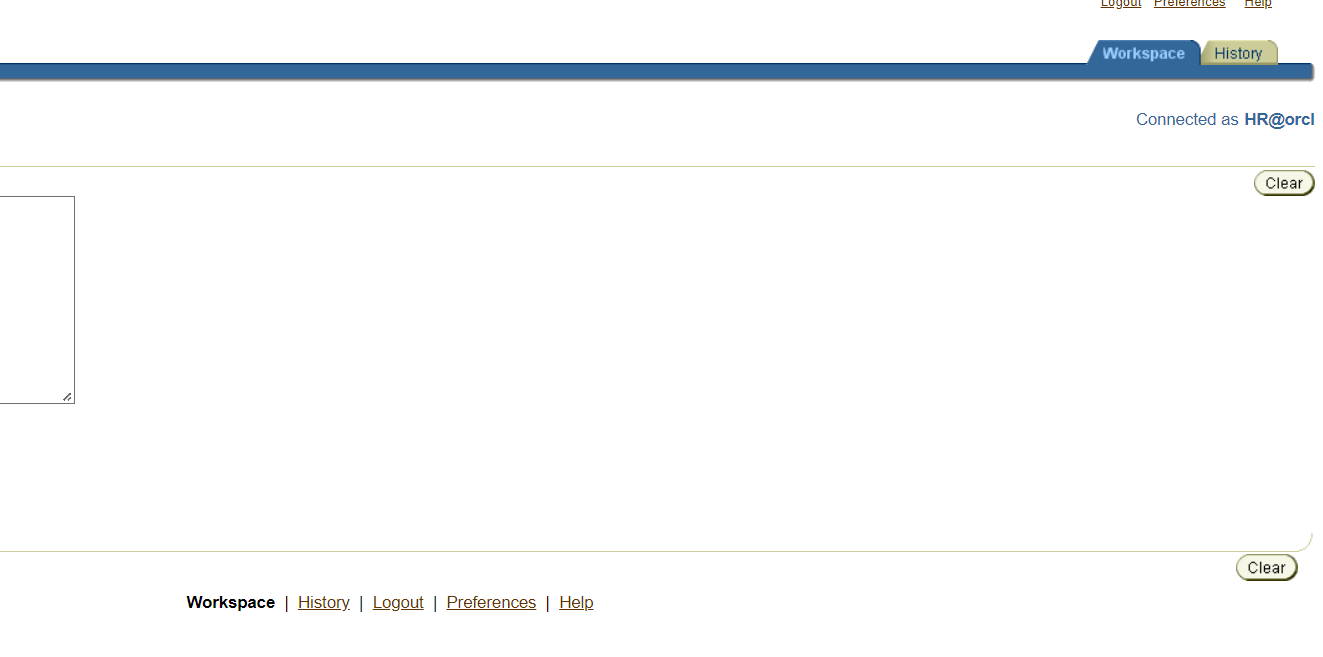 Logout Preferences Help
Workspace History
Connected as HR@orcl
Clear
Clear
Workspace | History | Logout | Preferences | Help